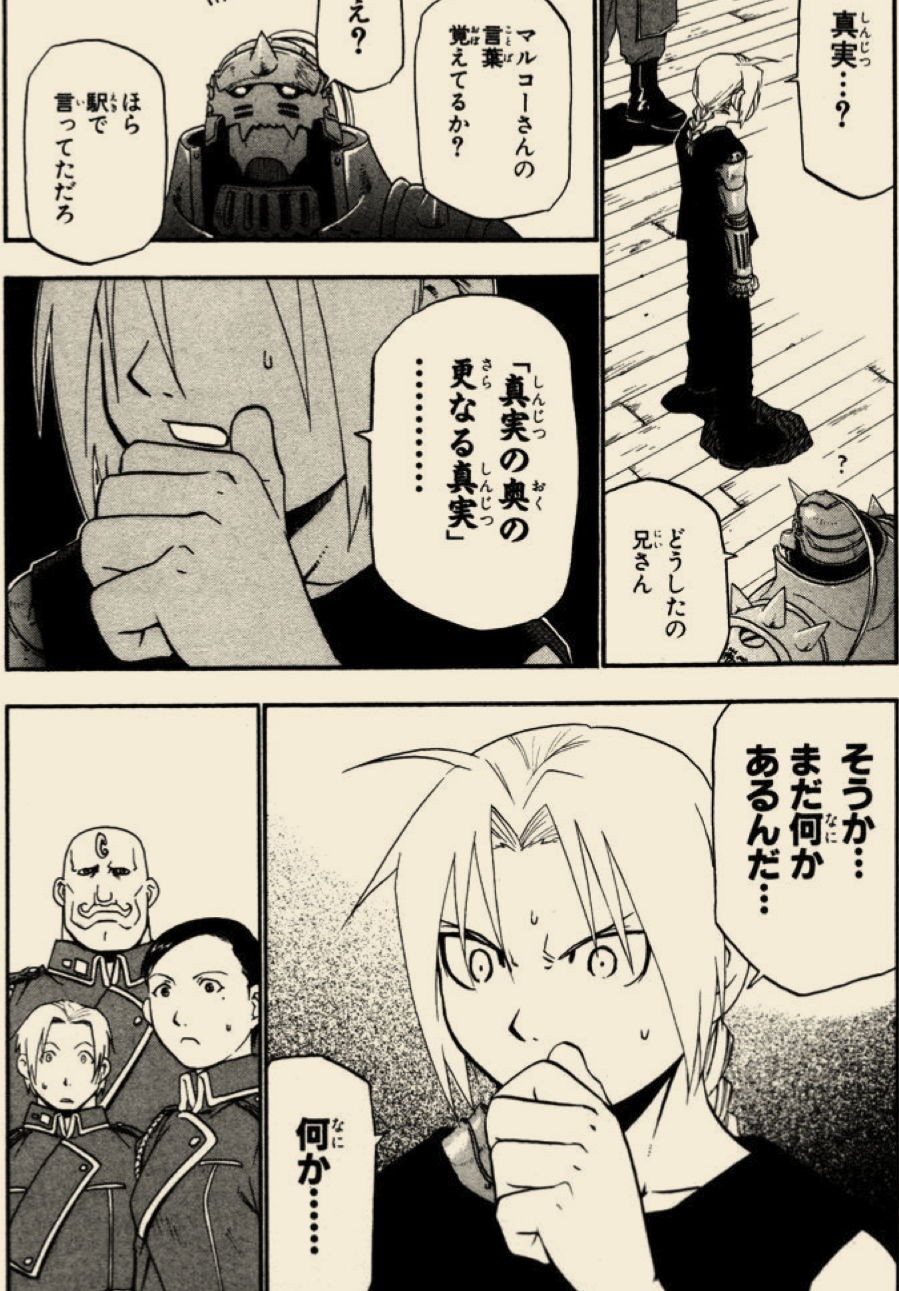 真実…?
?
どうしたの
兄さん
マルコーさんの
言葉
覚えてるか?
え?
ほら
駅で
言ってただろ
「真実の奥の
更なる真実」
…………
そうか…
まだ何か
あるんだ…
何か……